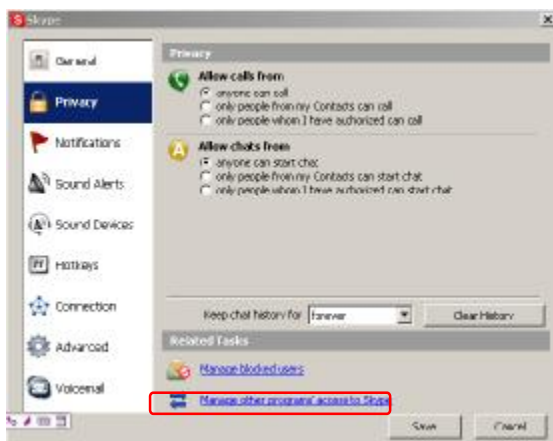 Skype
General
Privacy
Notifications
Sound Alerts
Sound Devices
Hotkeys
Connection
Advanced
Voicemail
Privacy
Allow calls from
anyone can call
only people from my Contacts can call
only people whom I have authorized can call
Allow chats from
anyone can start chat
only people from my Contacts can start chat
only people whom I have authorized can start chat
Keep chat history for forever Clear History
Related Tasks
Manage blocked users
Manage other programs' access to Skype
Save Cancel